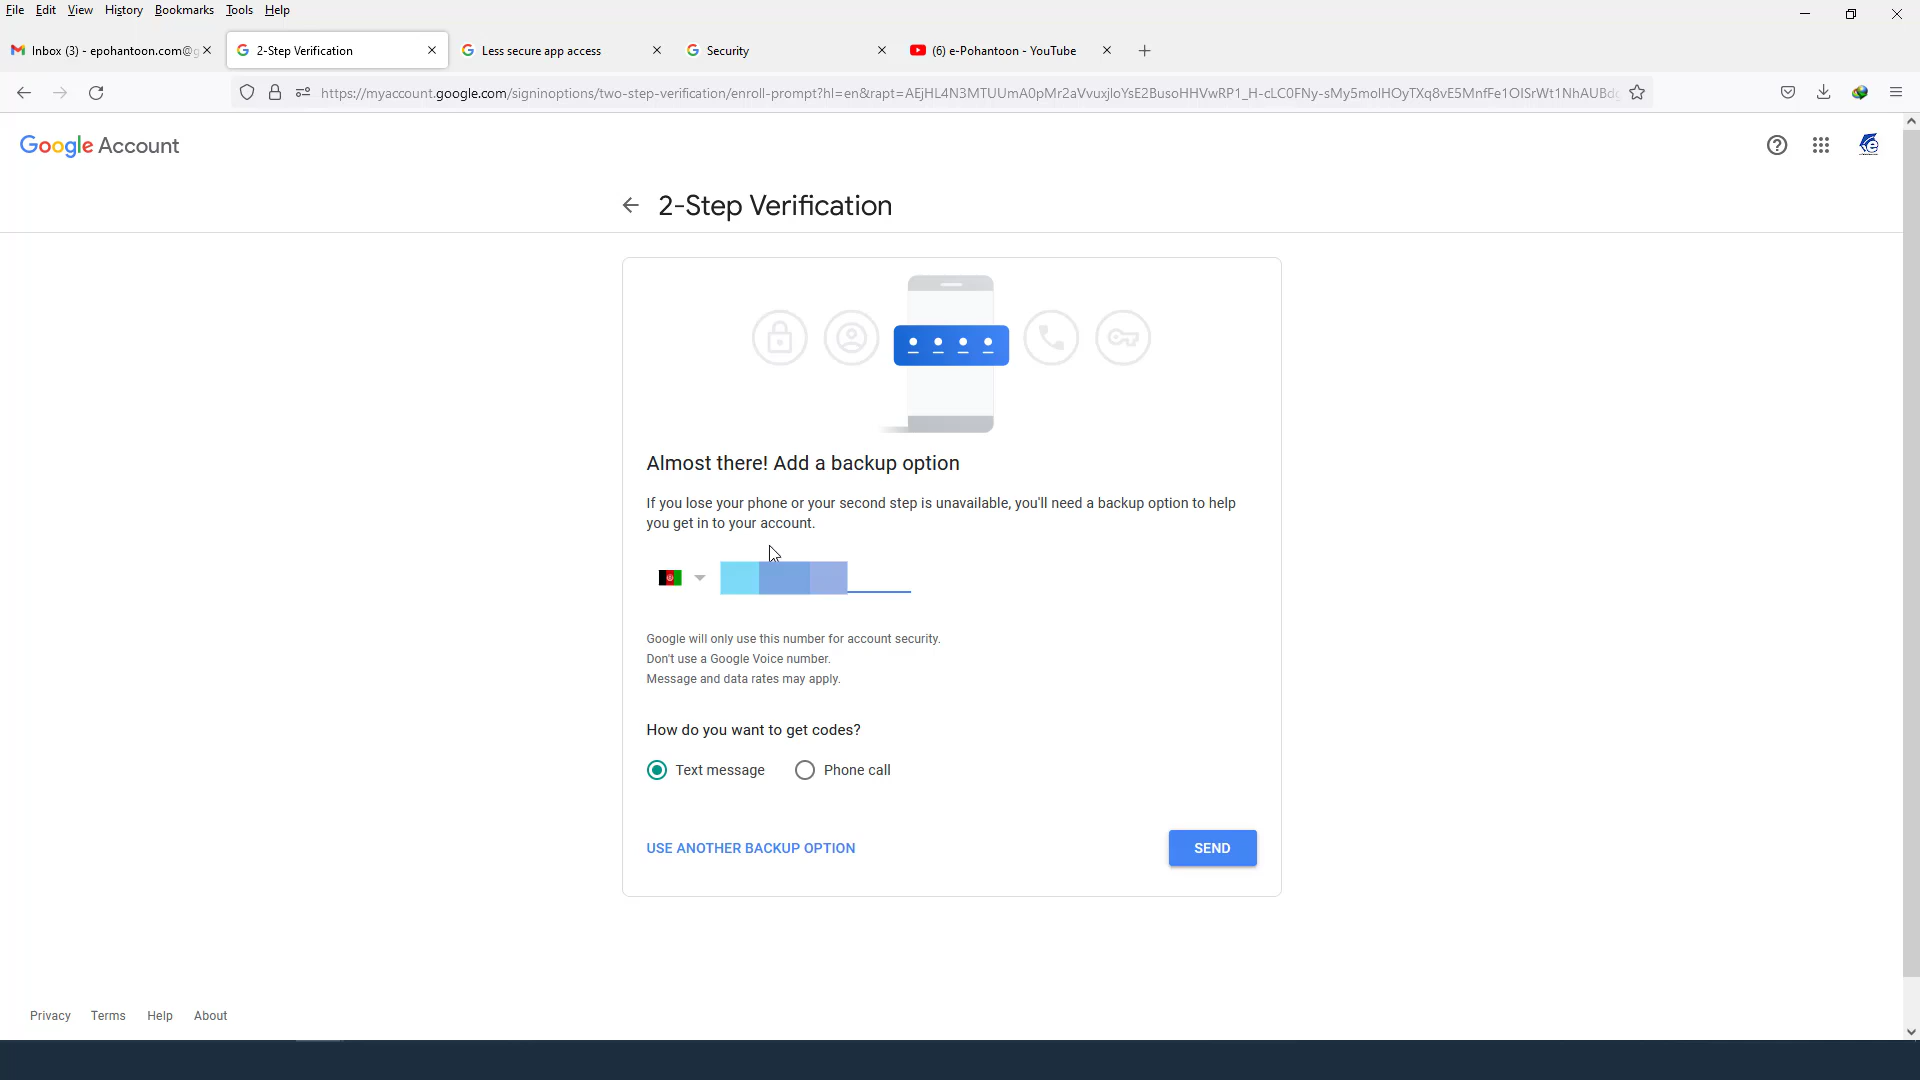 File Edit View History Bookmarks Tools Help
Inbox (3) - epohantoon.com@g
2-Step Verification
Less secure app access
Security
(6) e-Pohantoon - YouTube
https://myaccount.google.com/signinoptions/two-step-verification/enroll-prompt?hl=en&rapt=
Google Account
2-Step Verification
Almost there! Add a backup option
If you lose your phone or your second step is unavailable, you'll need a backup option to help
you get in to your account.
Google will only use this number for account security.
Don't use a Google Voice number.
Message and data rates may apply.
How do you want to get codes?
Text message Phone call
USE ANOTHER BACKUP OPTION SEND
Privacy Terms Help About